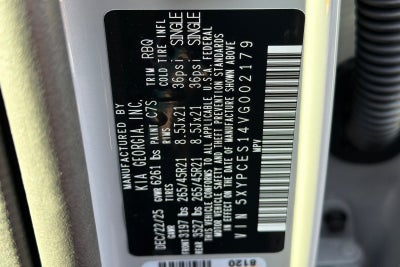 MANUFACTURED BY
KIA GEORGIA, INC.
DEC/22/25 GVWR 6261 lbs PAINT C7S TRIM RBQ
TIRES RIMS COLD TIRE INFL
FRONT 3197 lbs 265/45R21 8.5Jx21 36psi SINGLE
REAR 3527 lbs 265/45R21 8.5Jx21 36psi SINGLE
THIS VEHICLE CONFORMS TO ALL APPLICABLE U.S.A. FEDERAL
MOTOR VEHICLE SAFETY AND THEFT PREVENTION STANDARDS
IN EFFECT ON THE DATE OF MANUFACTURE SHOWN ABOVE
VIN 5XYPCES14VG002179
MPV
8120